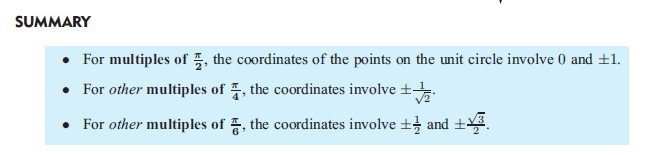 SUMMARY
• For multiples of π/2, the coordinates of the points on the unit circle involve 0 and ±1.
• For other multiples of π/4, the coordinates involve ±1/√2.
• For other multiples of π/6, the coordinates involve ±1/2 and ±√3/2.